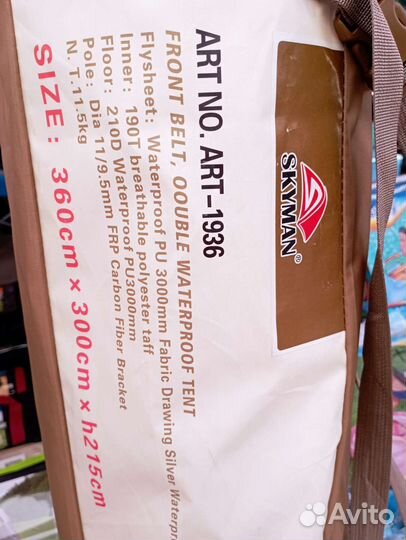 SKYMAN®
ART NO. ART-1936
FRONT BELT, OOUBLE WATERPROOF TENT
Flysheet: Waterproof PU 3000mm Fabric Drawing Silver Waterpr
Inner: 190T breathable polyester taff
Floor: 210D Waterproof PU3000mm
Pole: Dia 11/9.5mm FRP Carbon Fiber Bracket
N.T.11.5kg
SIZE: 360cm × 300cm × h215cm
Avito